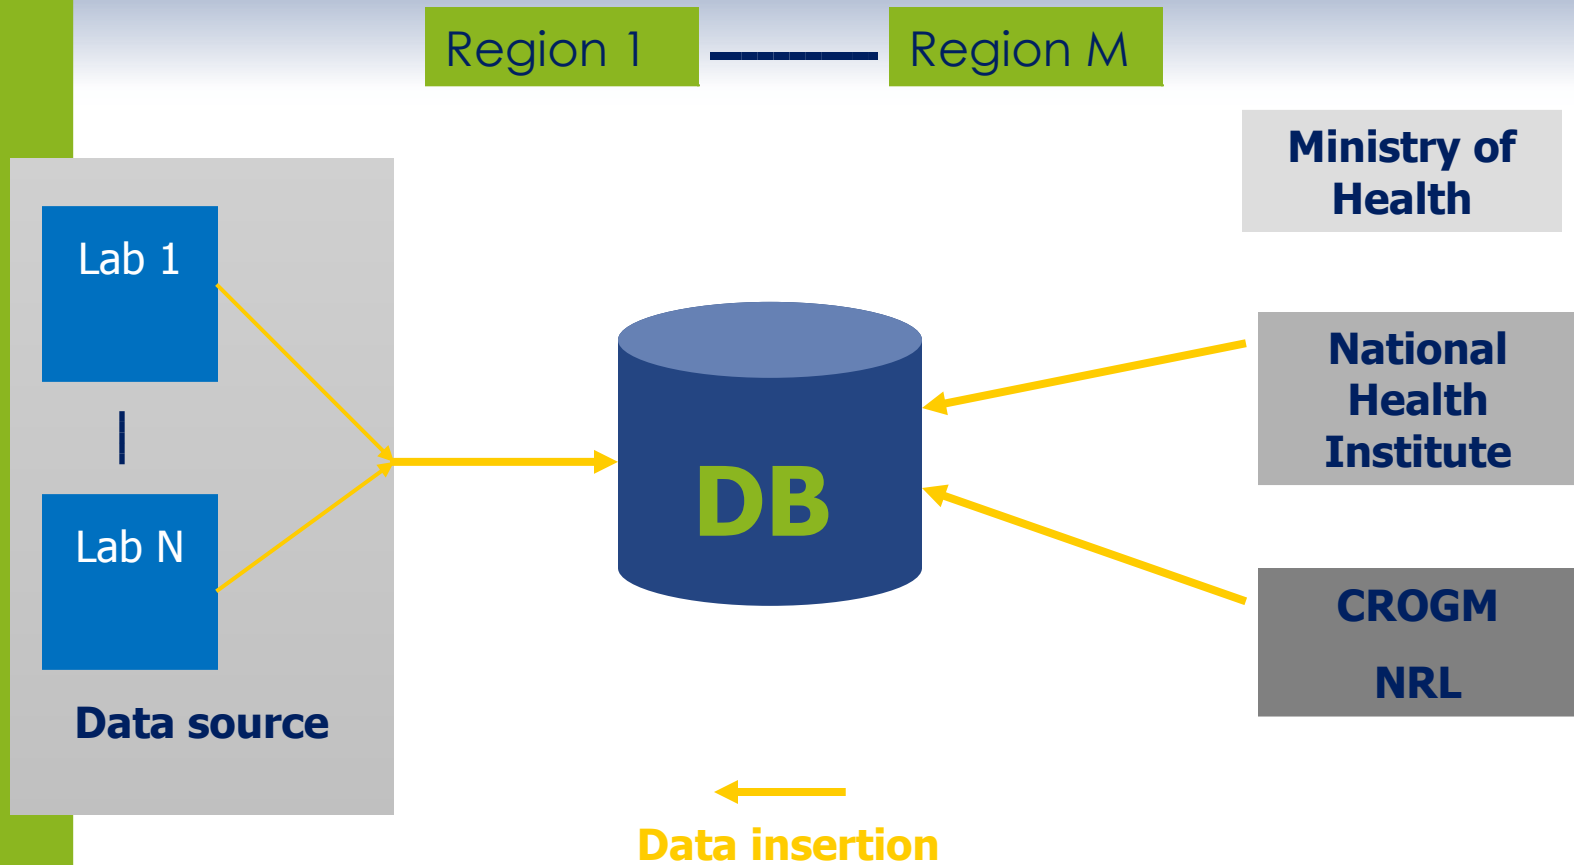 Region 1
Region M
Ministry of
Health
Lab 1
National
Health
Institute
DB
Lab N
CROGM
NRL
Data source
Data insertion